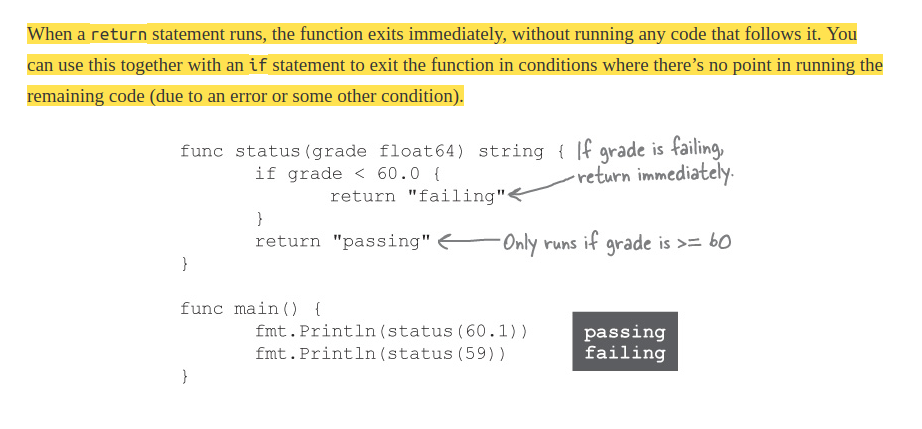 When a return statement runs, the function exits immediately, without running any code that follows it. You
can use this together with an if statement to exit the function in conditions where there's no point in running the
remaining code (due to an error or some other condition).
func status(grade float64) string { If grade is failing,
if grade < 60.0 { return immediately.
return "failing"
}
return "passing" Only runs if grade is >= 60
}
func main() {
fmt.Println(status(60.1)) passing
fmt.Println(status(59)) failing
}